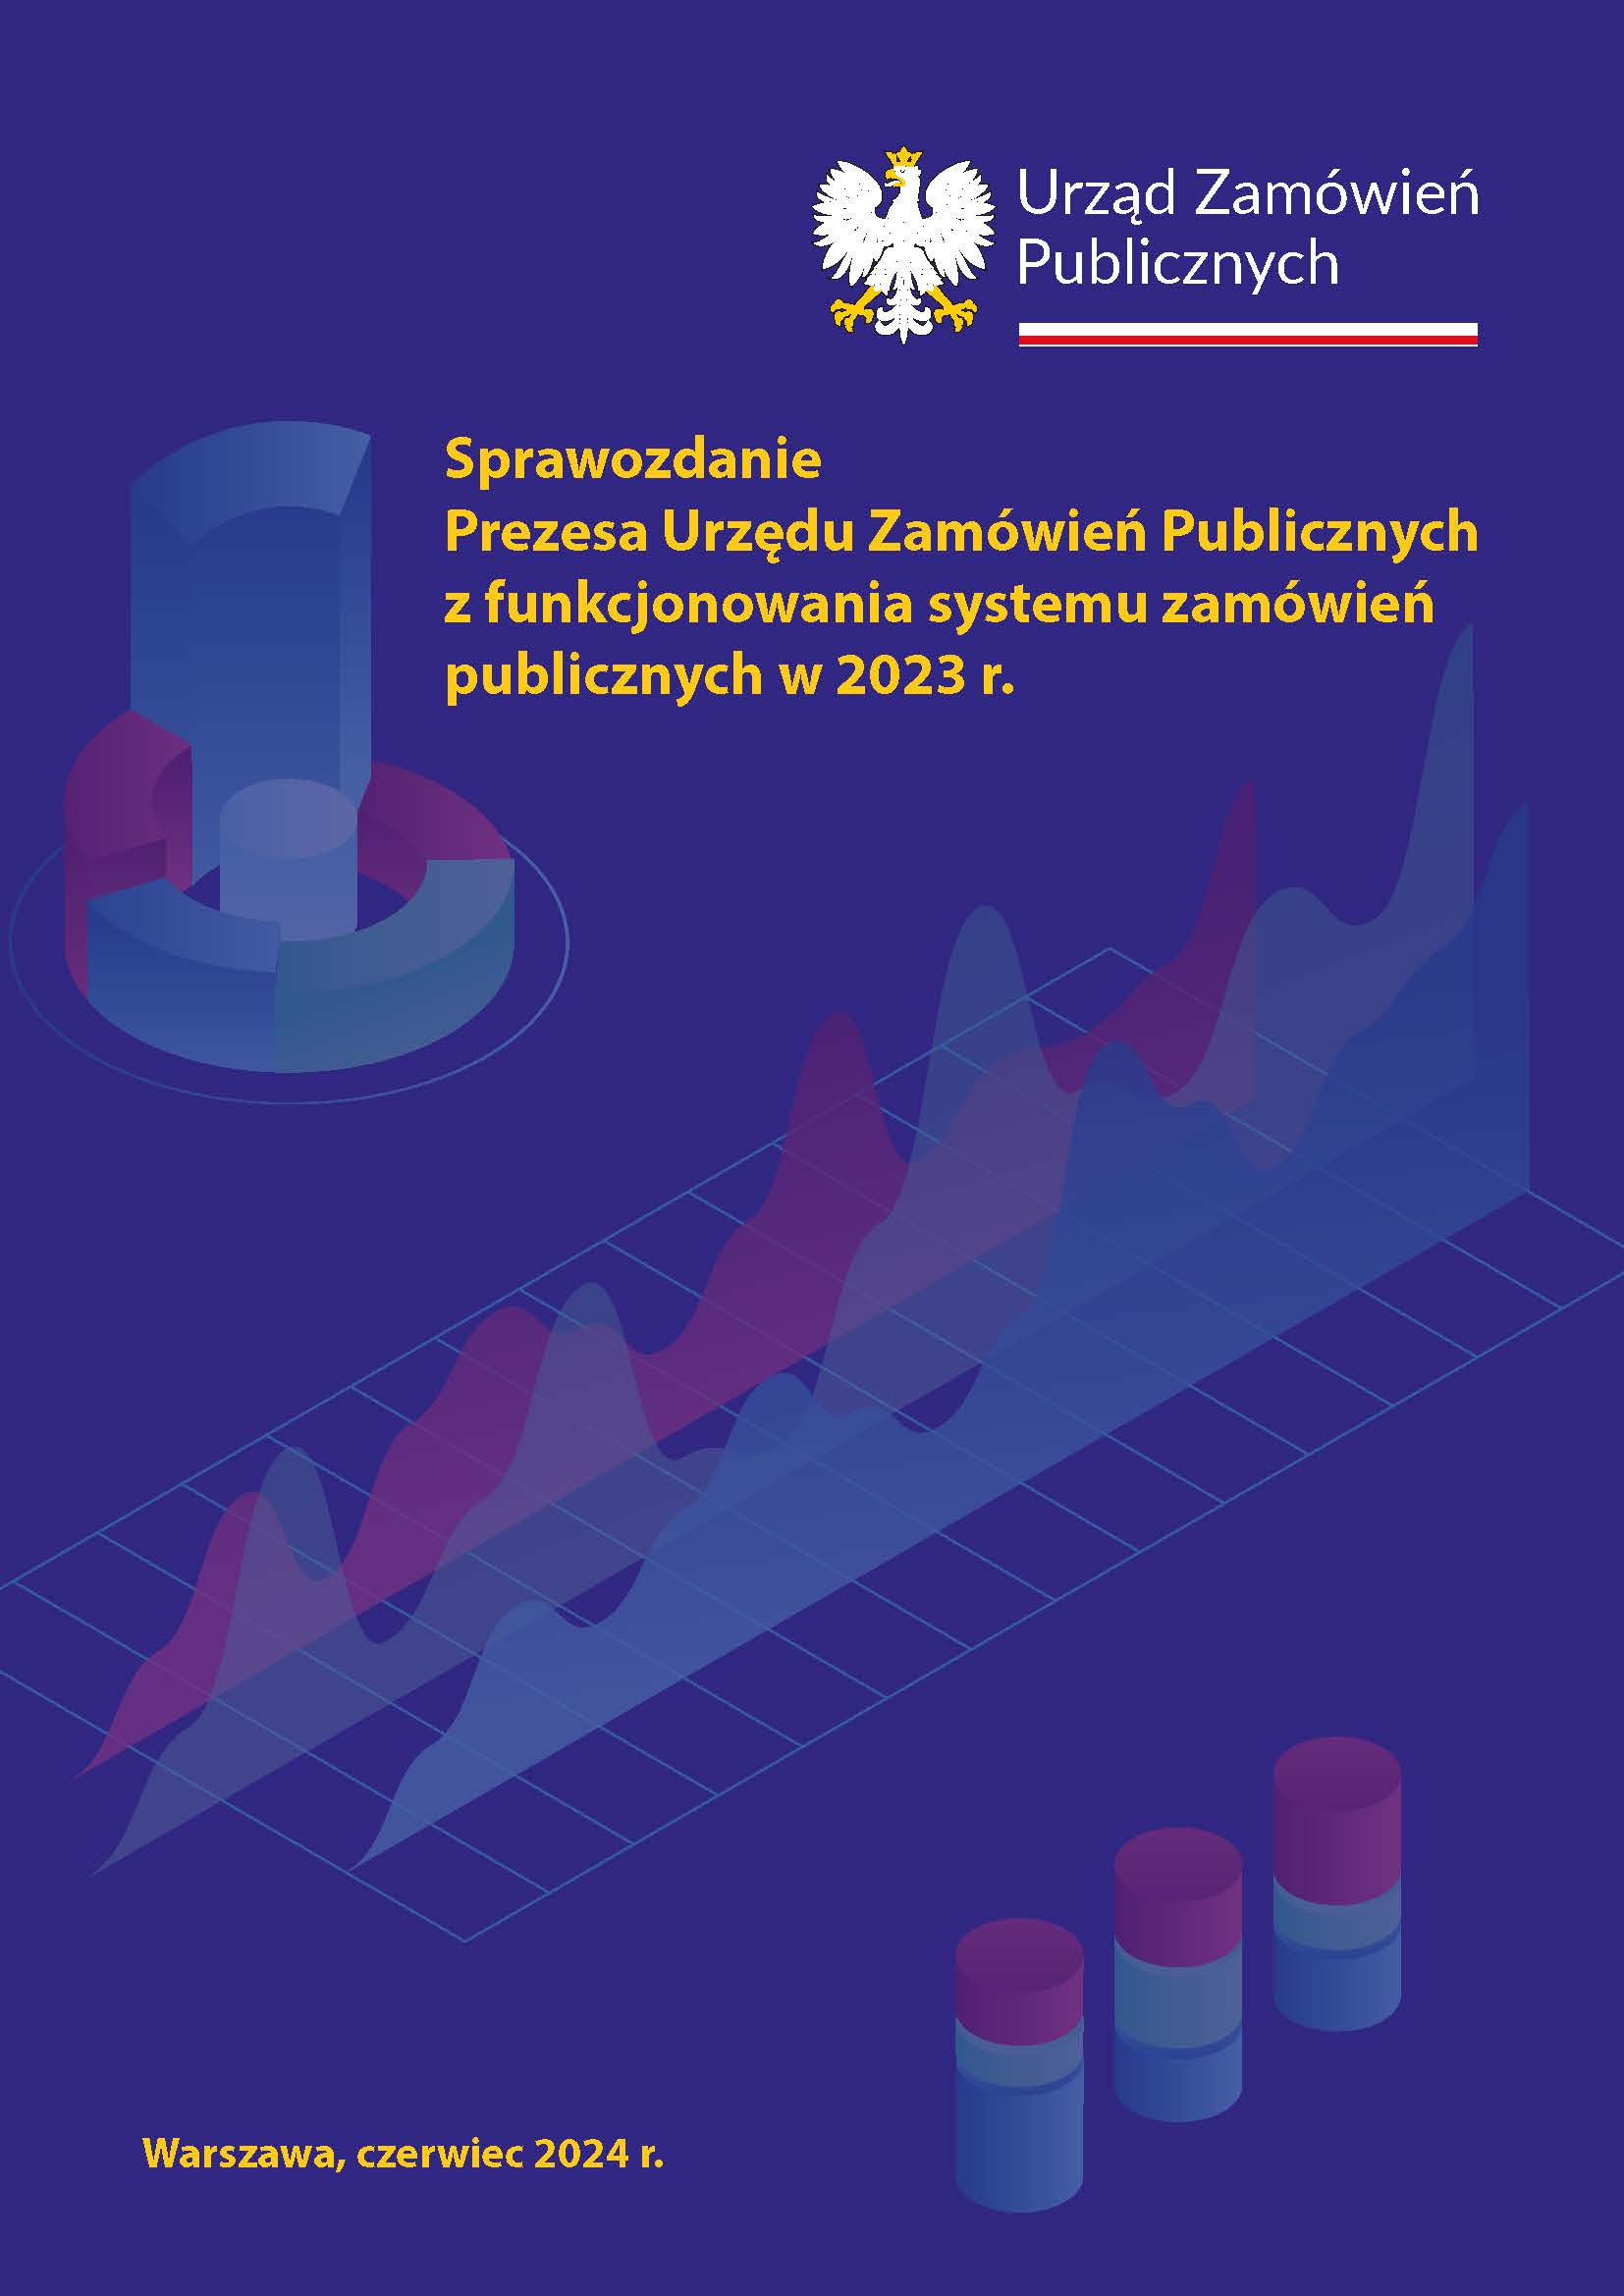 Urząd Zamówień
Publicznych
Sprawozdanie
Prezesa Urzędu Zamówień Publicznych
z funkcjonowania systemu zamówień
publicznych w 2023 r.
Warszawa, czerwiec 2024 r.